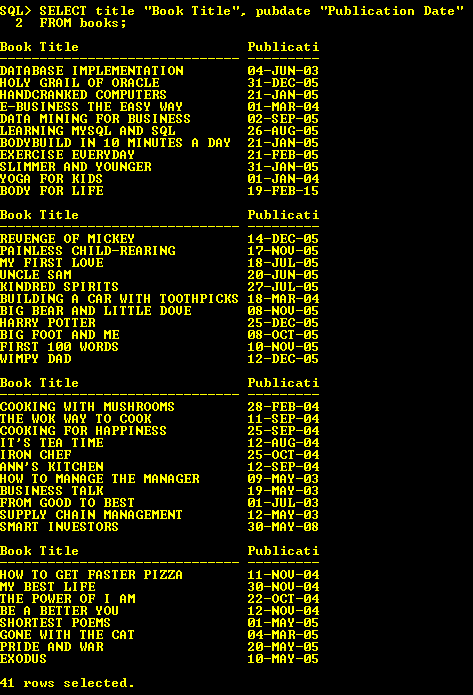 SQL> SELECT title "Book Title", pubdate "Publication Date"
  2  FROM books;
Book Title                     Publicati
------------------------------ ---------
DATABASE IMPLEMENTATION        04-JUN-03
HOLY GRAIL OF ORACLE           31-DEC-05
HANDCRANKED COMPUTERS          21-JAN-05
E-BUSINESS THE EASY WAY        01-MAR-04
DATA MINING FOR BUSINESS       02-SEP-05
LEARNING MYSQL AND SQL         26-AUG-05
BODYBUILD IN 10 MINUTES A DAY  21-JAN-05
EXERCISE EVERYDAY              21-FEB-05
SLIMMER AND YOUNGER            31-JAN-05
YOGA FOR KIDS                  01-JAN-04
BODY FOR LIFE                  19-FEB-15
Book Title                     Publicati
------------------------------ ---------
REVENGE OF MICKEY              14-DEC-05
PAINLESS CHILD-REARING         17-NOV-05
MY FIRST LOVE                  18-JUL-05
UNCLE SAM                      20-JUN-05
KINDRED SPIRITS                27-JUL-05
BUILDING A CAR WITH TOOTHPICKS 18-MAR-04
BIG BEAR AND LITTLE DOVE       08-NOV-05
HARRY POTTER                   25-DEC-05
BIG FOOT AND ME                08-OCT-05
FIRST 100 WORDS                10-NOV-05
WIMPY DAD                      12-DEC-05
Book Title                     Publicati
------------------------------ ---------
COOKING WITH MUSHROOMS         28-FEB-04
THE WOK WAY TO COOK            11-SEP-04
COOKING FOR HAPPINESS          25-SEP-04
IT'S TEA TIME                  12-AUG-04
IRON CHEF                      25-OCT-04
ANN'S KITCHEN                  12-SEP-04
HOW TO MANAGE THE MANAGER      09-MAY-03
BUSINESS TALK                  19-MAY-03
FROM GOOD TO BEST              01-JUL-03
SUPPLY CHAIN MANAGEMENT        12-MAY-03
SMART INVESTORS                30-MAY-08
Book Title                     Publicati
------------------------------ ---------
HOW TO GET FASTER PIZZA        11-NOV-04
MY BEST LIFE                   30-NOV-04
THE POWER OF I AM              22-OCT-04
BE A BETTER YOU                12-NOV-04
SHORTEST POEMS                 01-MAY-05
GONE WITH THE CAT              04-MAR-05
PRIDE AND WAR                  20-MAY-05
EXODUS                         10-MAY-05
41 rows selected.